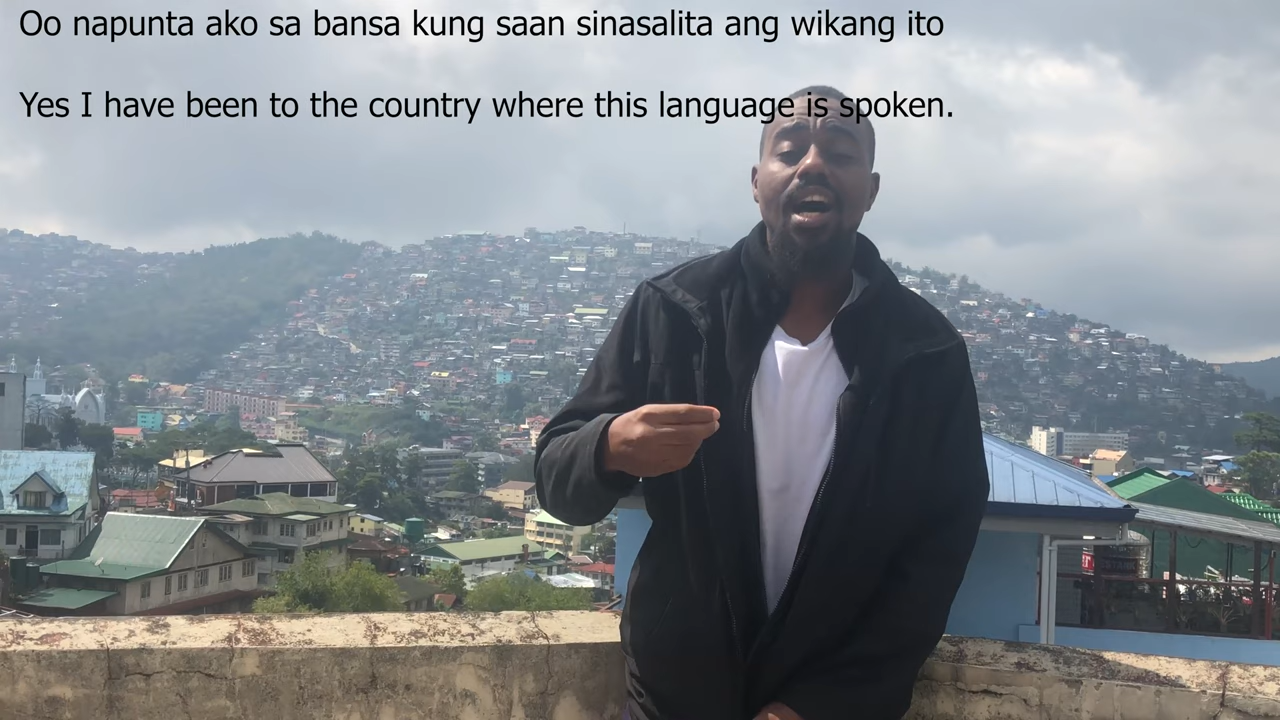 Oo napunta ako sa bansa kung saan sinasalita ang wikang ito
Yes I have been to the country where this language is spoken.